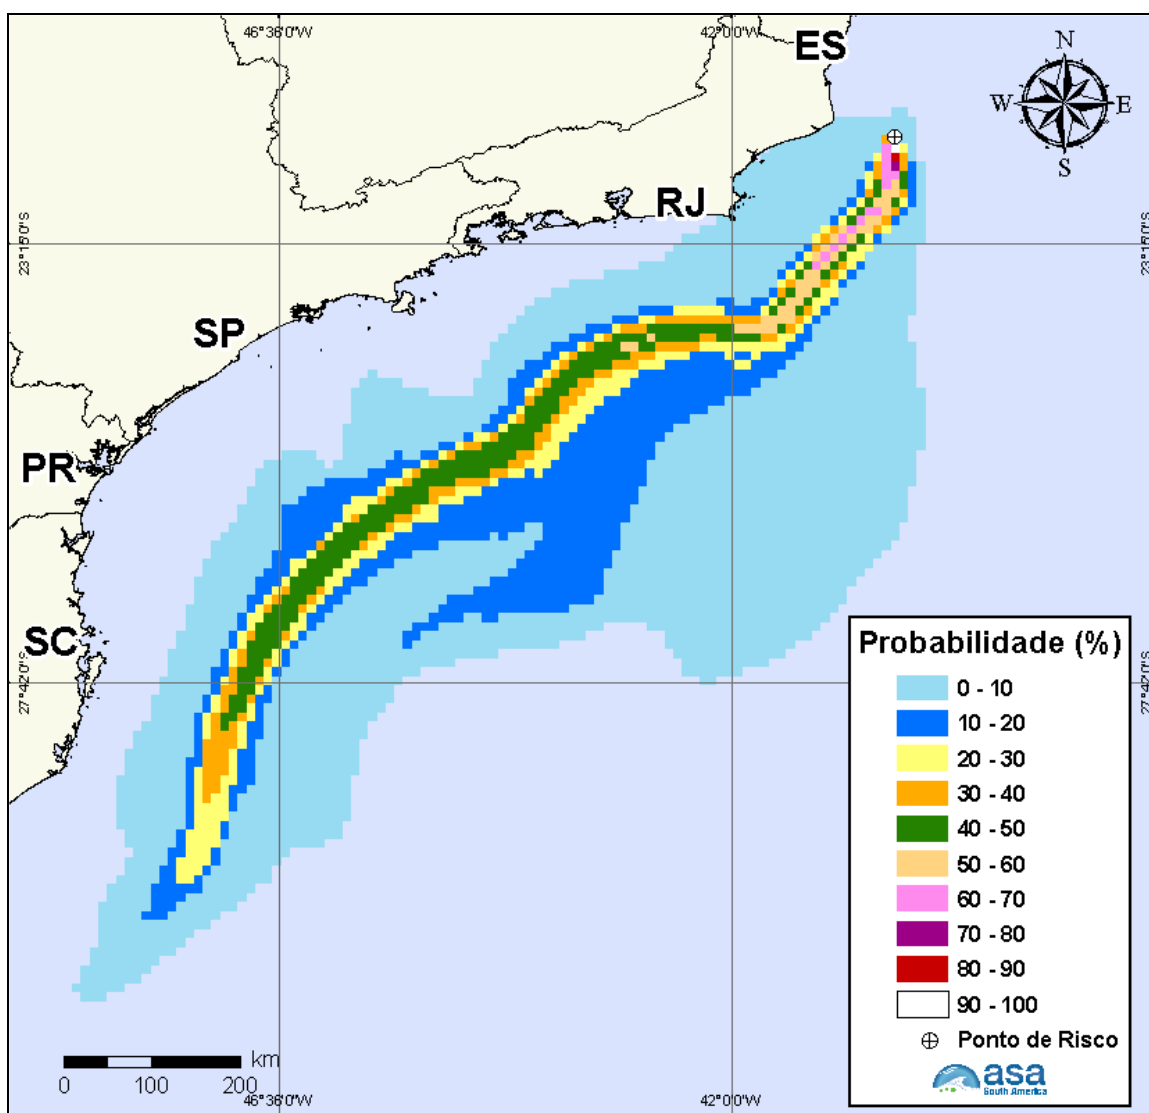 46°36'0"W
42°0'0"W
ES
N
W
E
S
RJ
23°15'0"S
23°15'0"S
SP
PR
SC
27°42'0"S
27°42'0"S
Probabilidade (%)
0 - 10
10 - 20
20 - 30
30 - 40
40 - 50
50 - 60
60 - 70
70 - 80
80 - 90
90 - 100
Ponto de Risco
asa
South America
km
0 100 200
46°36'0"W
42°0'0"W